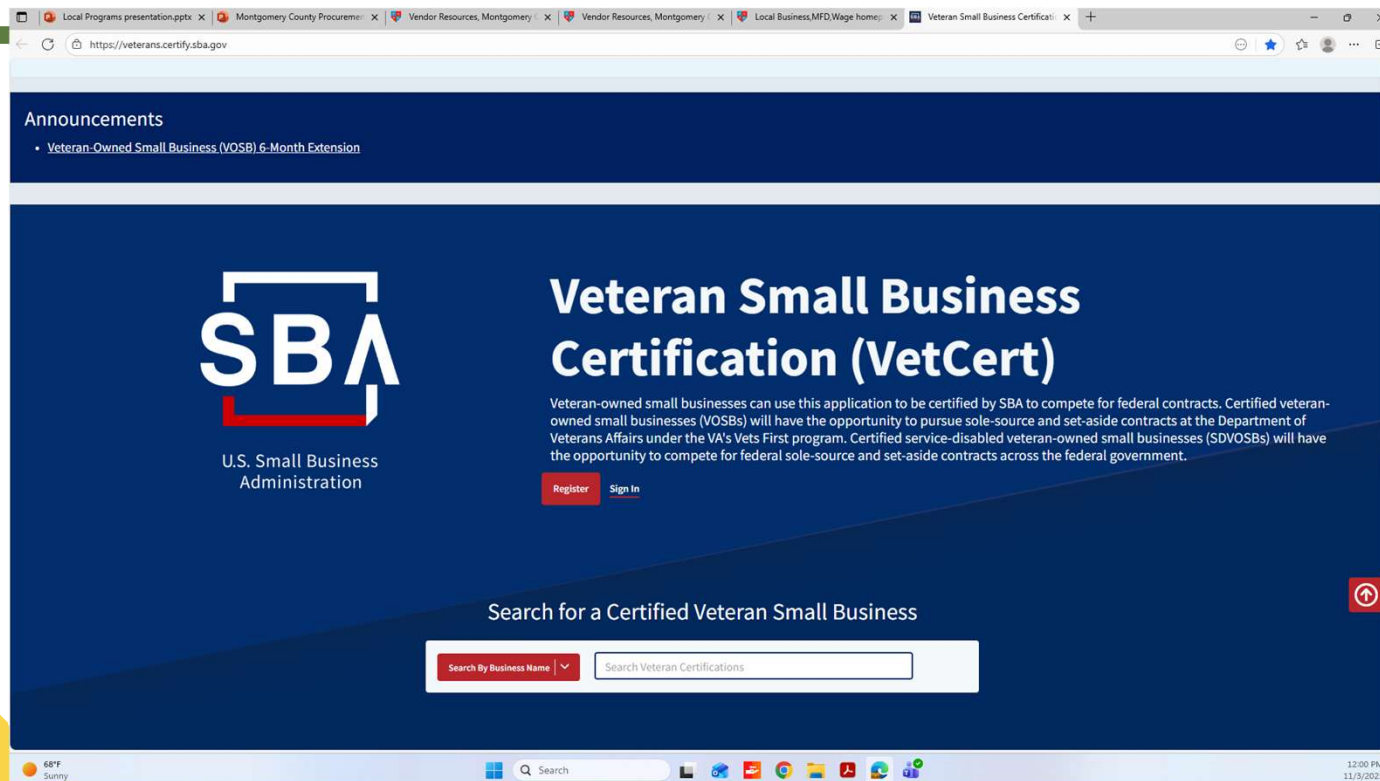 Local Programs presentation.pptx
Montgomery County Procuremen
Vendor Resources, Montgomery C
Vendor Resources, Montgomery C
Local Business,MFD,Wage homep
Veteran Small Business Certificatio
https://veterans.certify.sba.gov
Announcements
• Veteran-Owned Small Business (VOSB) 6-Month Extension
SBA
U.S. Small Business
Administration
Veteran Small Business
Certification (VetCert)
Veteran-owned small businesses can use this application to be certified by SBA to compete for federal contracts. Certified veteran-
owned small businesses (VOSBs) will have the opportunity to pursue sole-source and set-aside contracts at the Department of
Veterans Affairs under the VA's Vets First program. Certified service-disabled veteran-owned small businesses (SDVOSBs) will have
the opportunity to compete for federal sole-source and set-aside contracts across the federal government.
Register Sign In
Search for a Certified Veteran Small Business
Search By Business Name Search Veteran Certifications
68°F
Sunny
Search
12:00 PM
11/3/202